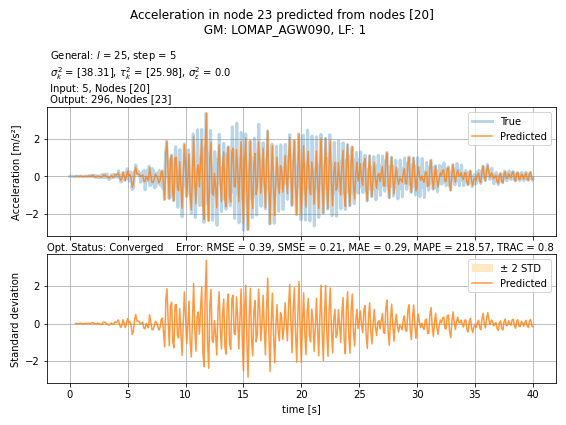 Acceleration in node 23 predicted from nodes [20]
GM: LOMAP_AGW090, LF: 1
General: l = 25, step = 5
σ²ₖ = [38.31], τ²ₖ = [25.98], σ²ₑ = 0.0
Input: 5, Nodes [20]
Output: 296, Nodes [23]
Acceleration [m/s²]
2
0
−2
True
Predicted
Opt. Status: Converged Error: RMSE = 0.39, SMSE = 0.21, MAE = 0.29, MAPE = 218.57, TRAC = 0.8
Standard deviation
2
0
−2
± 2 STD
Predicted
0 5 10 15 20 25 30 35 40
time [s]